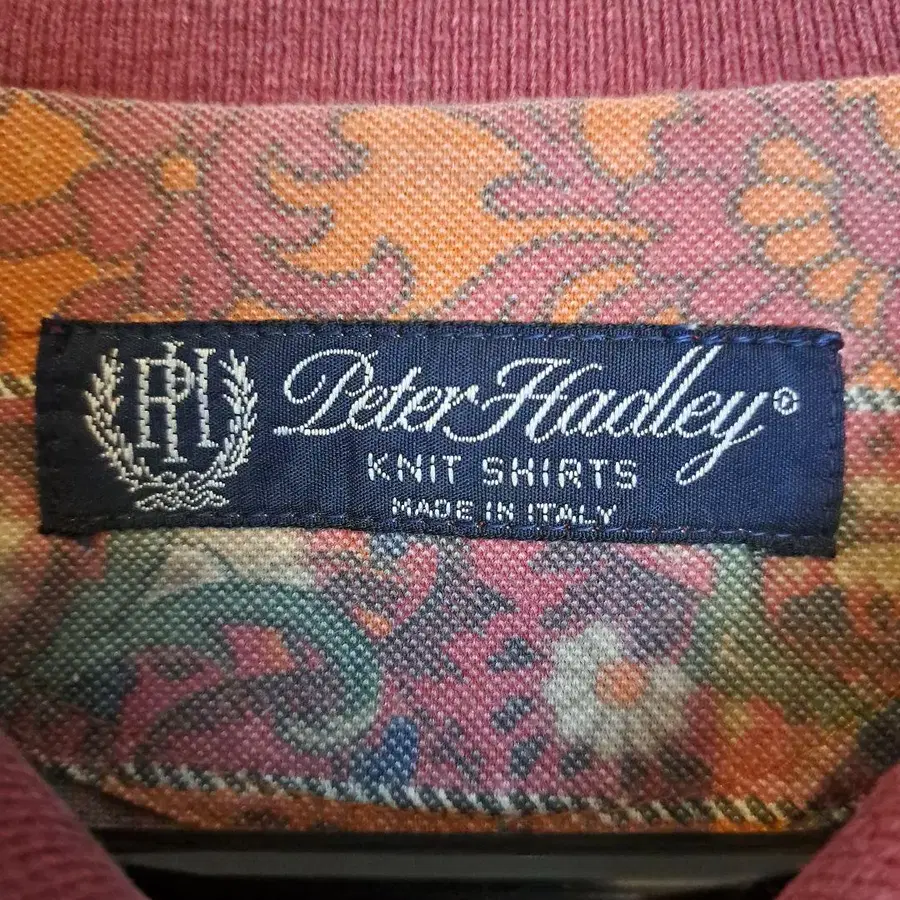 PH
Peter Hadley®
KNIT SHIRTS
MADE IN ITALY